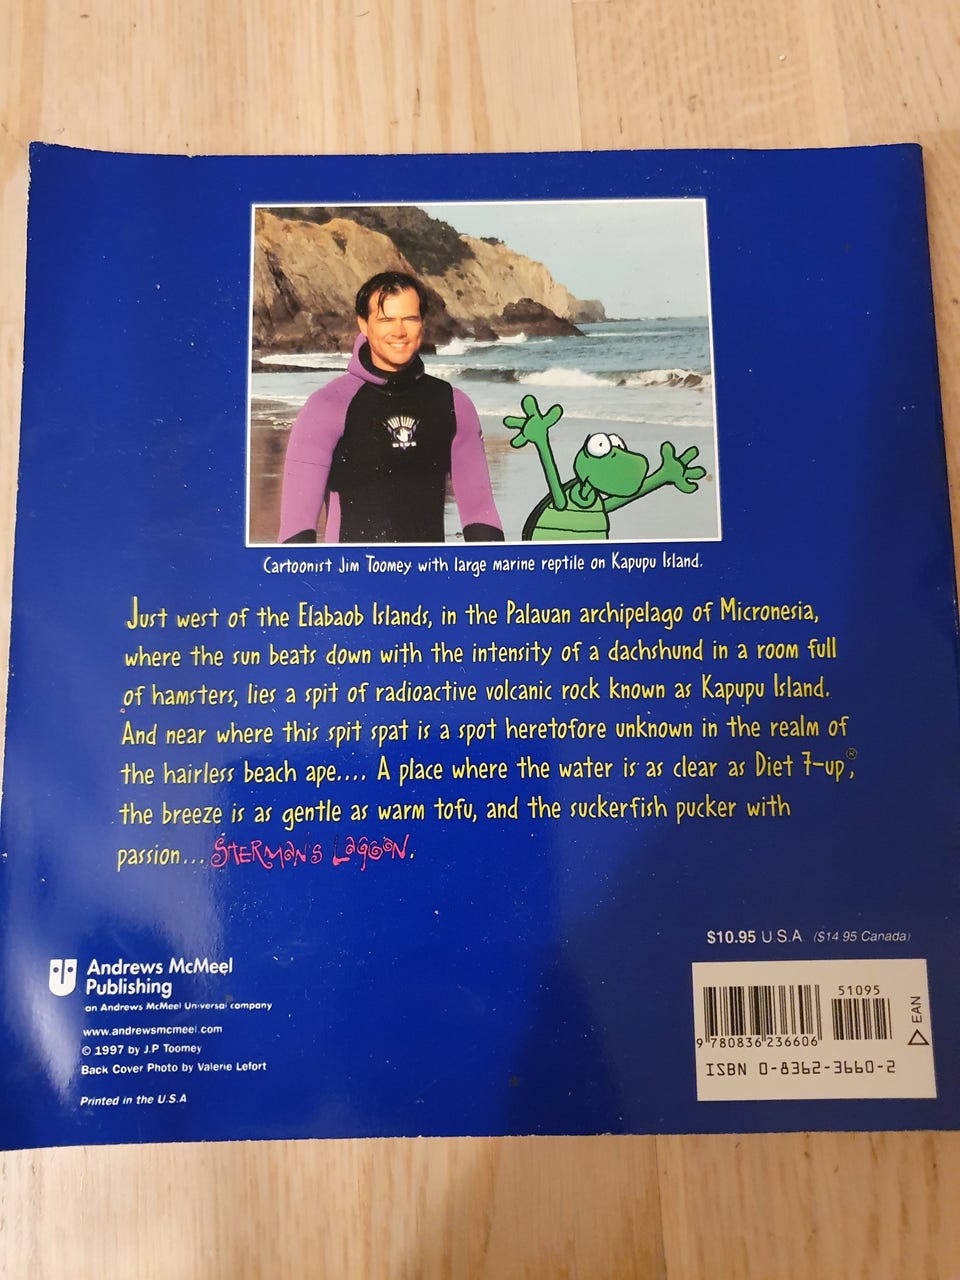 Cartoonist Jim Toomey with large marine reptile on Kapupu Island.
Just west of the Elabaob Islands, in the Palauan archipelago of Micronesia,
where the sun beats down with the intensity of a dachshund in a room full
of hamsters, lies a spit of radioactive volcanic rock known as Kapupu Island.
And near where this spit spat is a spot heretofore unknown in the realm of
the hairless beach ape.... A place where the water is as clear as Diet 7-up®,
the breeze is as gentle as warm tofu, and the suckerfish pucker with
passion... SHERMAN'S LAGOON.
$10.95 U.S.A. ($14.95 Canada)
Andrews McMeel
Publishing
an Andrews McMeel Universal company
www.andrewsmcmeel.com
© 1997 by J.P. Toomey
Back Cover Photo by Valerie Lefort
Printed in the U.S.A
51095
EAN
9 780836 236606
ISBN 0-8362-3660-2